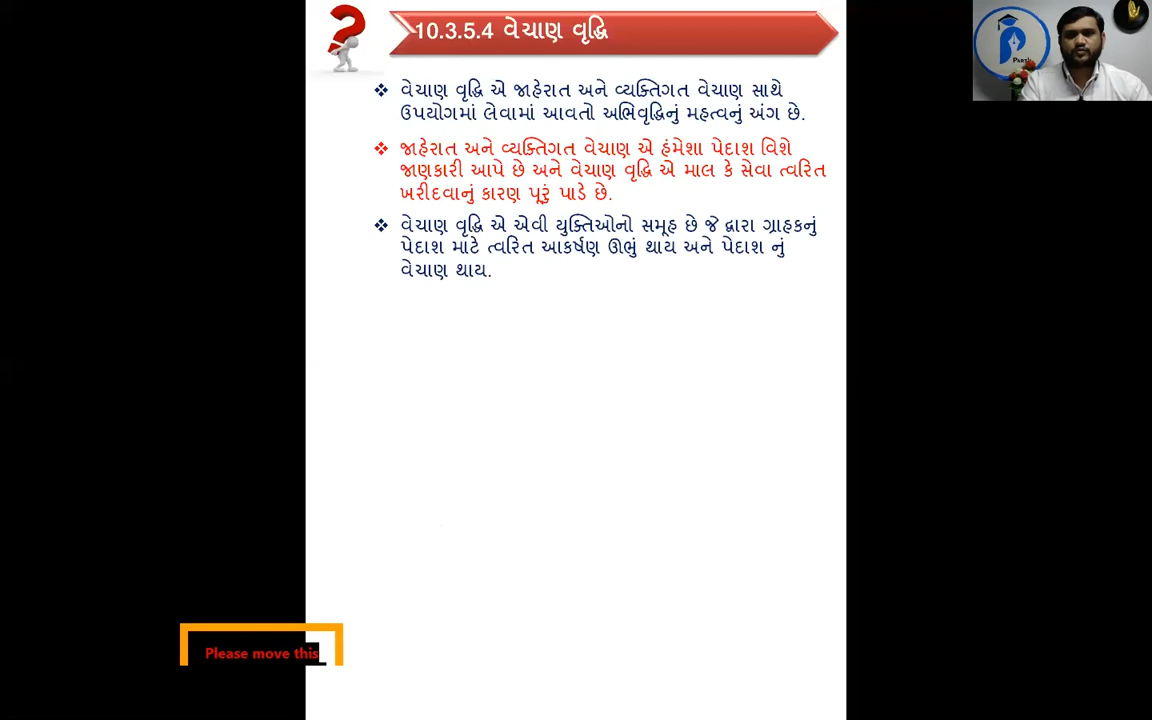 10.3.5.4 વેચાણ વૃદ્ધિ
વેચાણ વૃદ્ધિ એ જાહેરાત અને વ્યક્તિગત વેચાણ સાથે
ઉપયોગમાં લેવામાં આવતો અભિવૃદ્ધિનું મહત્વનું અંગ છે.
જાહેરાત અને વ્યક્તિગત વેચાણ એ હંમેશા પેદાશ વિશે
જાણકારી આપે છે અને વેચાણ વૃદ્ધિ એ માલ કે સેવા ત્વરિત
ખરીદવાનું કારણ પૂરું પાડે છે.
વેચાણ વૃદ્ધિ એ એવી યુક્તિઓનો સમૂહ છે જે દ્વારા ગ્રાહકનું
પેદાશ માટે ત્વરિત આકર્ષણ ઊભું થાય અને પેદાશ નું
વેચાણ થાય.
Please move this